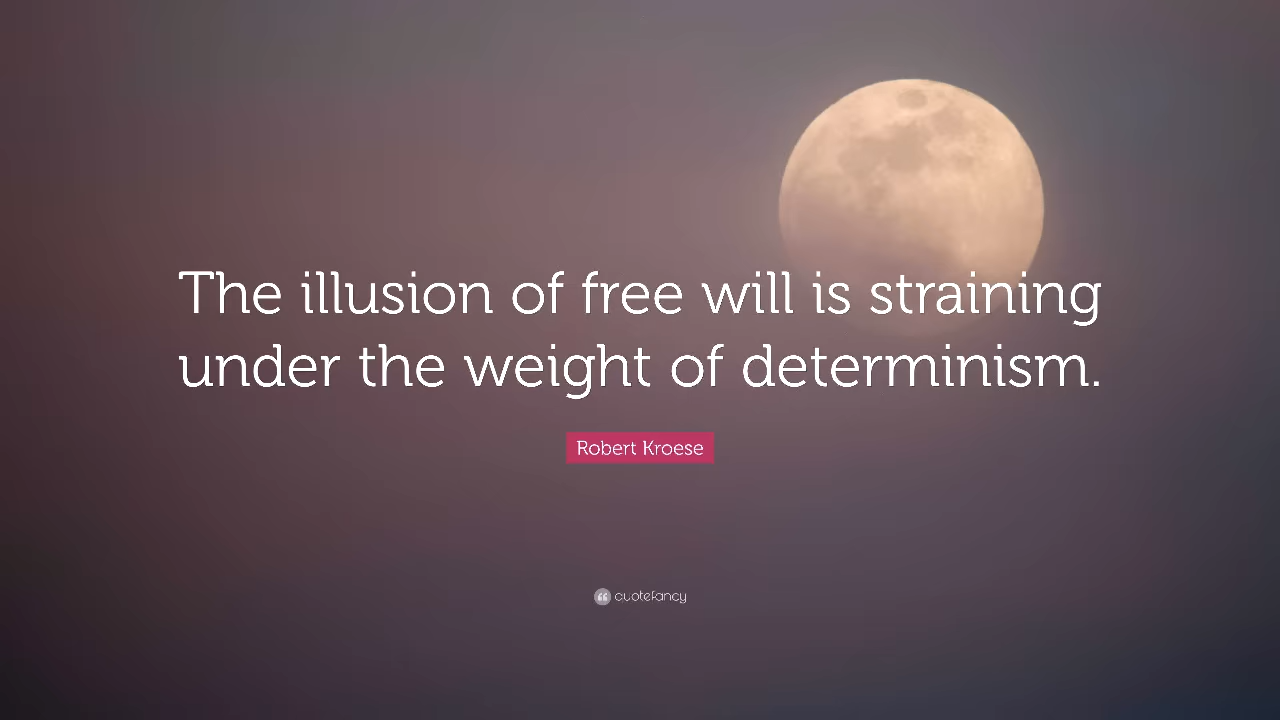 The illusion of free will is straining
under the weight of determinism.
Robert Kroese
quotefancy